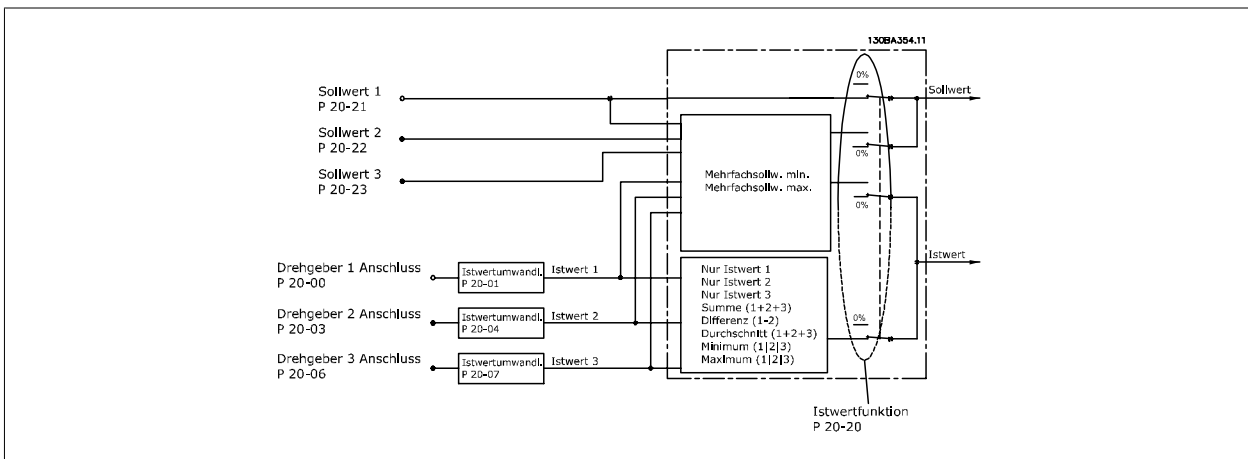 130BA354.11
Sollwert 1
P 20-21
Sollwert 2
P 20-22
Sollwert 3
P 20-23
0%
Sollwert
0%
Mehrfachsollw. min.
Mehrfachsollw. max.
0%
Drehgeber 1 Anschluss
P 20-00
Istwertumwandl.
P 20-01
Istwert 1
Drehgeber 2 Anschluss
P 20-03
Istwertumwandl.
P 20-04
Istwert 2
Drehgeber 3 Anschluss
P 20-06
Istwertumwandl.
P 20-07
Istwert 3
Nur Istwert 1
Nur Istwert 2
Nur Istwert 3
Summe (1+2+3)
Differenz (1-2)
Durchschnitt (1+2+3)
Minimum (1|2|3)
Maximum (1|2|3)
0%
Istwert
Istwertfunktion
P 20-20